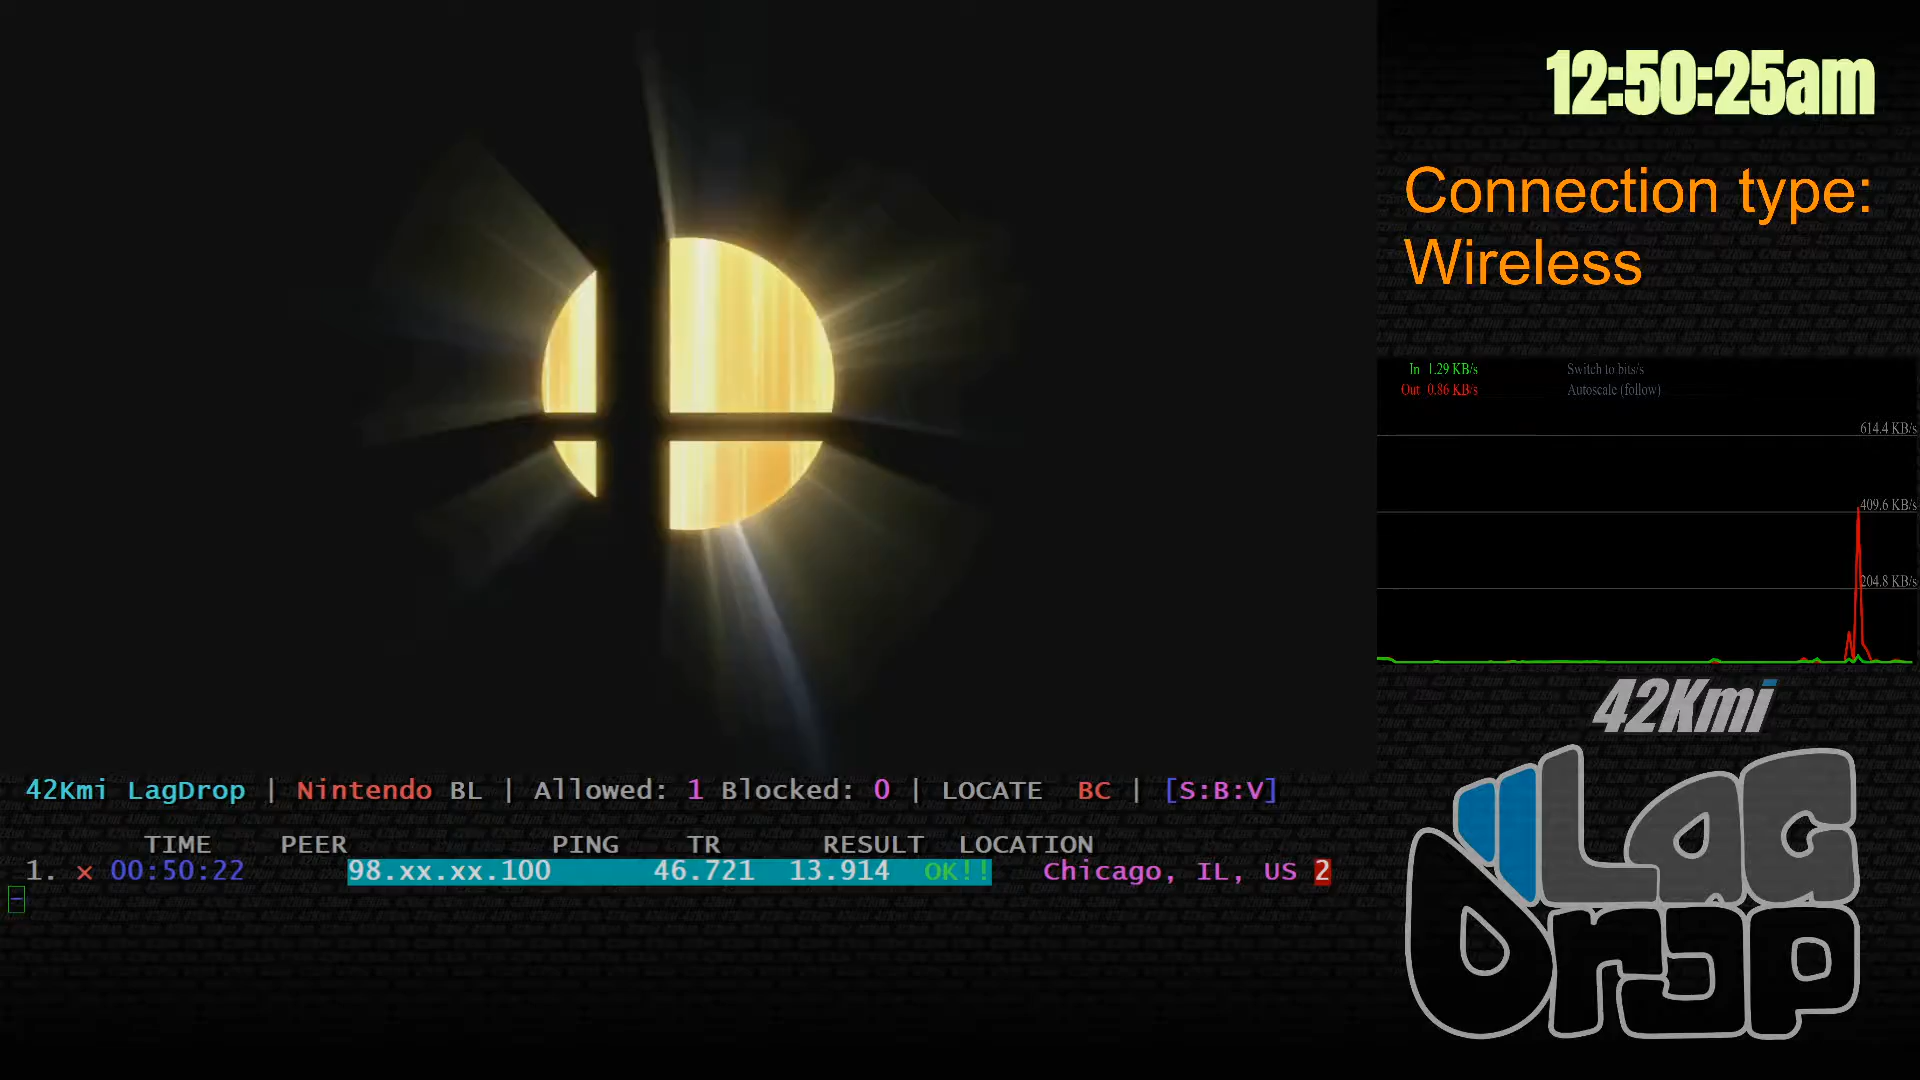 12:50:25am
Connection type:
Wireless
In 1.29 KB/s Switch to bits/s
Out 0.86 KB/s Autoscale (follow)
614.4 KB/s
409.6 KB/s
204.8 KB/s
42Kmi
LAG
Drop
42Kmi LagDrop | Nintendo BL | Allowed: 1 Blocked: 0 | LOCATE BC | [S:B:V]
TIME PEER PING TR RESULT LOCATION
1. × 00:50:22 98.xx.xx.100 46.721 13.914 OK!! Chicago, IL, US 2